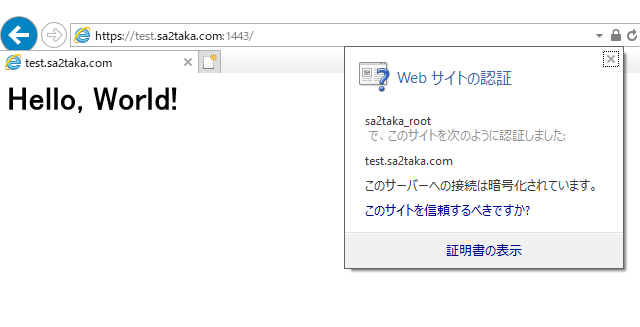 https://test.sa2taka.com:1443/
test.sa2taka.com
Hello, World!
Web サイトの認証
sa2taka_root
で、このサイトを次のように認証しました:
test.sa2taka.com
このサーバーへの接続は暗号化されています。
このサイトを信頼するべきですか?
証明書の表示